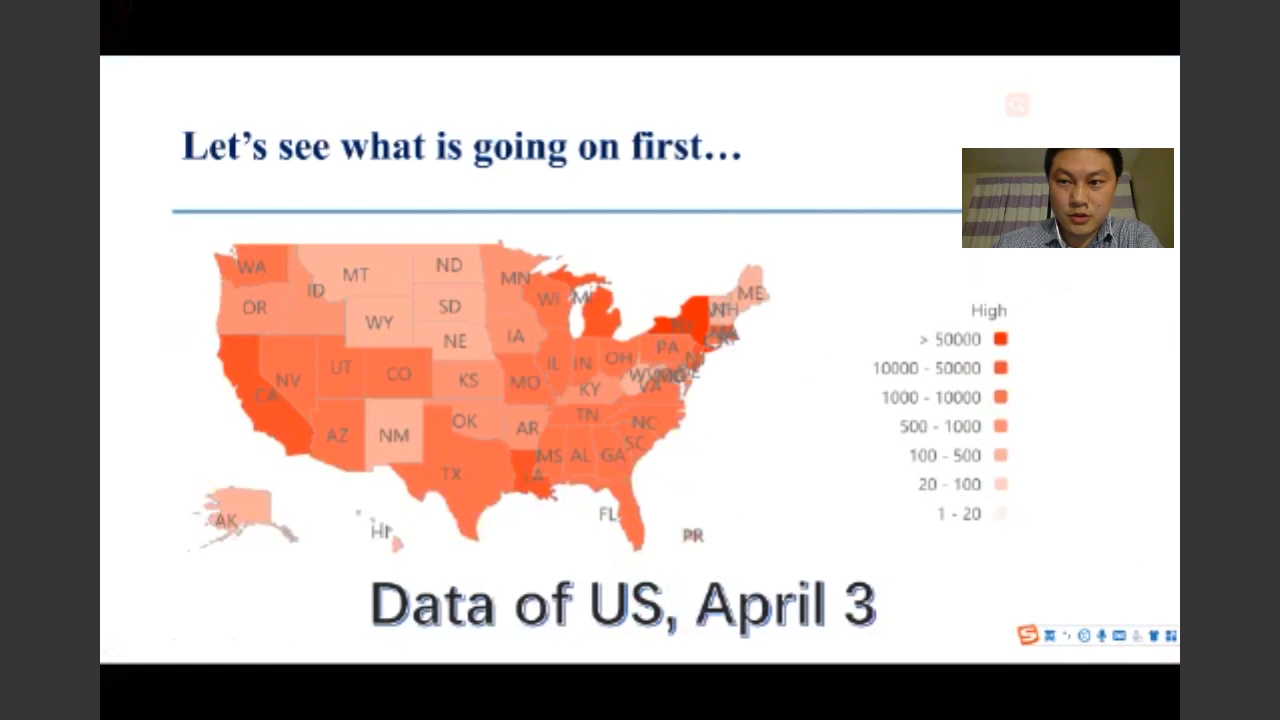 Let’s see what is going on first…
WA
MT
ND
MN
ID
OR
SD
WI
MI
ME
WY
NH
NE
IA
PA
NV
UT
CO
IL
IN
OH
KS
MO
KY
VA
CA
TN
OK
AR
NC
AZ
NM
SC
TX
MS
AL
GA
LA
AK
HI
FL
PR
High
> 50000
10000 - 50000
1000 - 10000
500 - 1000
100 - 500
20 - 100
1 - 20
Data of US, April 3
英